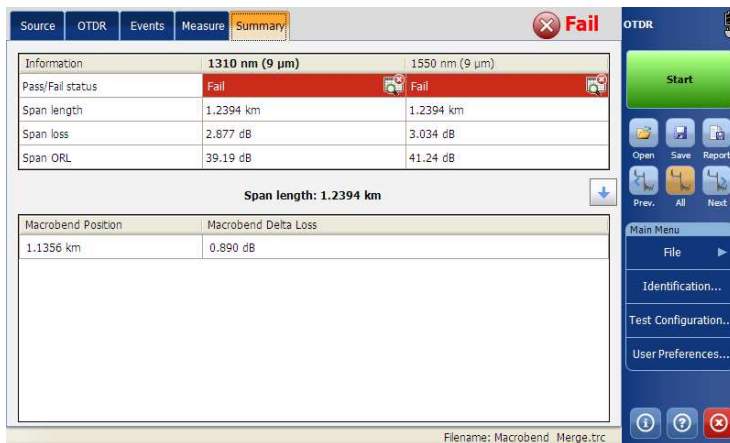 Source OTDR Events Measure Summary Fail OTDR
Information 1310 nm (9 µm) 1550 nm (9 µm)
Pass/Fail status Fail Fail
Span length 1.2394 km 1.2394 km
Span loss 2.877 dB 3.034 dB
Span ORL 39.19 dB 41.24 dB
Span length: 1.2394 km
Macrobend Position Macrobend Delta Loss
1.1356 km 0.890 dB
Filename: Macrobend Merge.trc
Start
Open Save Report
Prev. All Next
Main Menu
File
Identification...
Test Configuration..
User Preferences...